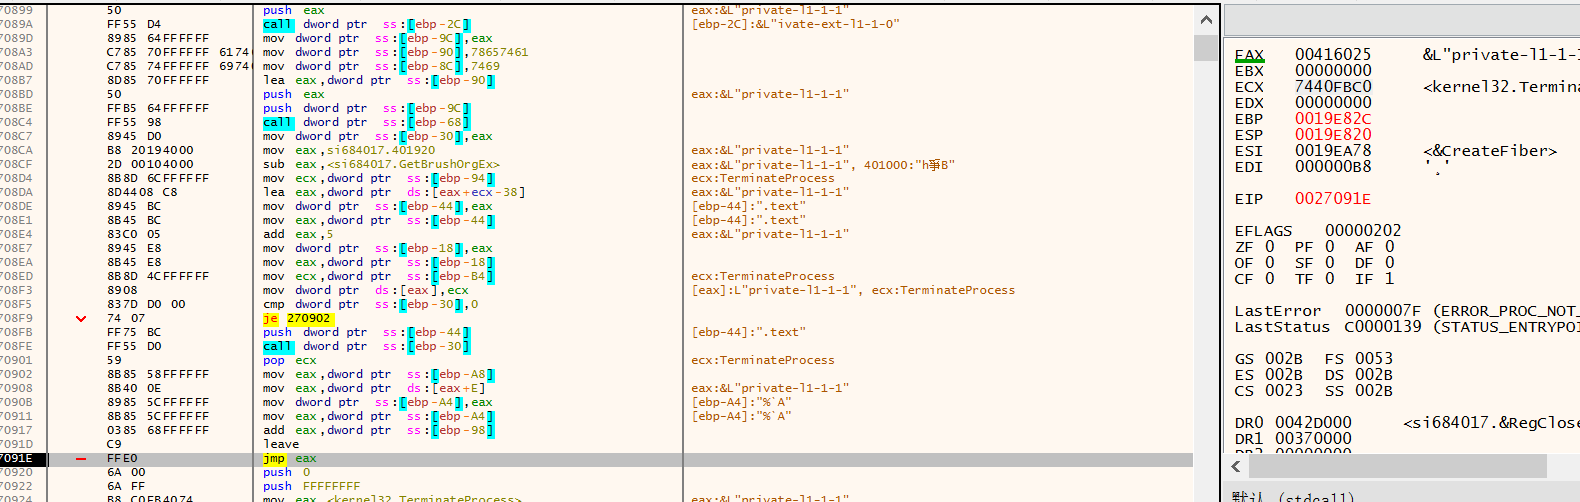 70899 50 push eax eax:&L"private-l1-1-1"
7089A FF55 D4 call dword ptr ss:[ebp-2C] [ebp-2C]:&L"ivate-ext-l1-1-0"
7089D 8985 64FFFFFF mov dword ptr ss:[ebp-9C],eax
708A3 C785 70FFFFFF 6174 mov dword ptr ss:[ebp-90],78657461
708AD C785 74FFFFFF 6974 mov dword ptr ss:[ebp-8C],7469
708B7 8D85 70FFFFFF lea eax,dword ptr ss:[ebp-90]
708BD 50 push eax eax:&L"private-l1-1-1"
708BE FFB5 64FFFFFF push dword ptr ss:[ebp-9C]
708C4 FF55 98 call dword ptr ss:[ebp-68]
708C7 8945 D0 mov dword ptr ss:[ebp-30],eax
708CA B8 20194000 mov eax,si684017.401920 eax:&L"private-l1-1-1"
708CF 2D 00104000 sub eax,<si684017.GetBrushOrgEx> eax:&L"private-l1-1-1", 401000:"h爭B"
708D4 8B8D 6CFFFFFF mov ecx,dword ptr ss:[ebp-94] ecx:TerminateProcess
708DA 8D4408 C8 lea eax,dword ptr ds:[eax+ecx-38] eax:&L"private-l1-1-1"
708DE 8945 BC mov dword ptr ss:[ebp-44],eax [ebp-44]:".text"
708E1 8B45 BC mov eax,dword ptr ss:[ebp-44] [ebp-44]:".text"
708E4 83C0 05 add eax,5 eax:&L"private-l1-1-1"
708E7 8945 E8 mov dword ptr ss:[ebp-18],eax
708EA 8B45 E8 mov eax,dword ptr ss:[ebp-18]
708ED 8B8D 4CFFFFFF mov ecx,dword ptr ss:[ebp-B4] ecx:TerminateProcess
708F3 8908 mov dword ptr ds:[eax],ecx [eax]:L"private-l1-1-1", ecx:TerminateProcess
708F5 837D D0 00 cmp dword ptr ss:[ebp-30],0
708F9 74 07 je 270902
708FB FF75 BC push dword ptr ss:[ebp-44] [ebp-44]:".text"
708FE FF55 D0 call dword ptr ss:[ebp-30]
70901 59 pop ecx ecx:TerminateProcess
70902 8B85 58FFFFFF mov eax,dword ptr ss:[ebp-A8]
70908 8B40 0E mov eax,dword ptr ds:[eax+E] eax:&L"private-l1-1-1"
7090B 8985 5CFFFFFF mov dword ptr ss:[ebp-A4],eax [ebp-A4]:"%`A"
70911 8B85 5CFFFFFF mov eax,dword ptr ss:[ebp-A4] [ebp-A4]:"%`A"
70917 0385 68FFFFFF add eax,dword ptr ss:[ebp-98]
7091D C9 leave
7091E FFE0 jmp eax
70920 6A 00 push 0
70922 6A FF push FFFFFFFF
70924 B8 C0FB4074 mov eax,<kernel32.TerminateProcess> eax:&L"private-l1-1-1"
EAX 00416025 &L"private-l1-1-1
EBX 00000000
ECX 7440FBC0 <kernel32.Termina
EDX 00000000
EBP 0019E82C
ESP 0019E820
ESI 0019EA78 <&CreateFiber>
EDI 000000B8 '¸'
EIP 0027091E
EFLAGS 00000202
ZF 0 PF 0 AF 0
OF 0 SF 0 DF 0
CF 0 TF 0 IF 1
LastError 0000007F (ERROR_PROC_NOT_
LastStatus C0000139 (STATUS_ENTRYPOI
GS 002B FS 0053
ES 002B DS 002B
CS 0023 SS 002B
DR0 0042D000 <si684017.&RegClose
DR1 00370000
DR2 00000000
默认 (stdcall)